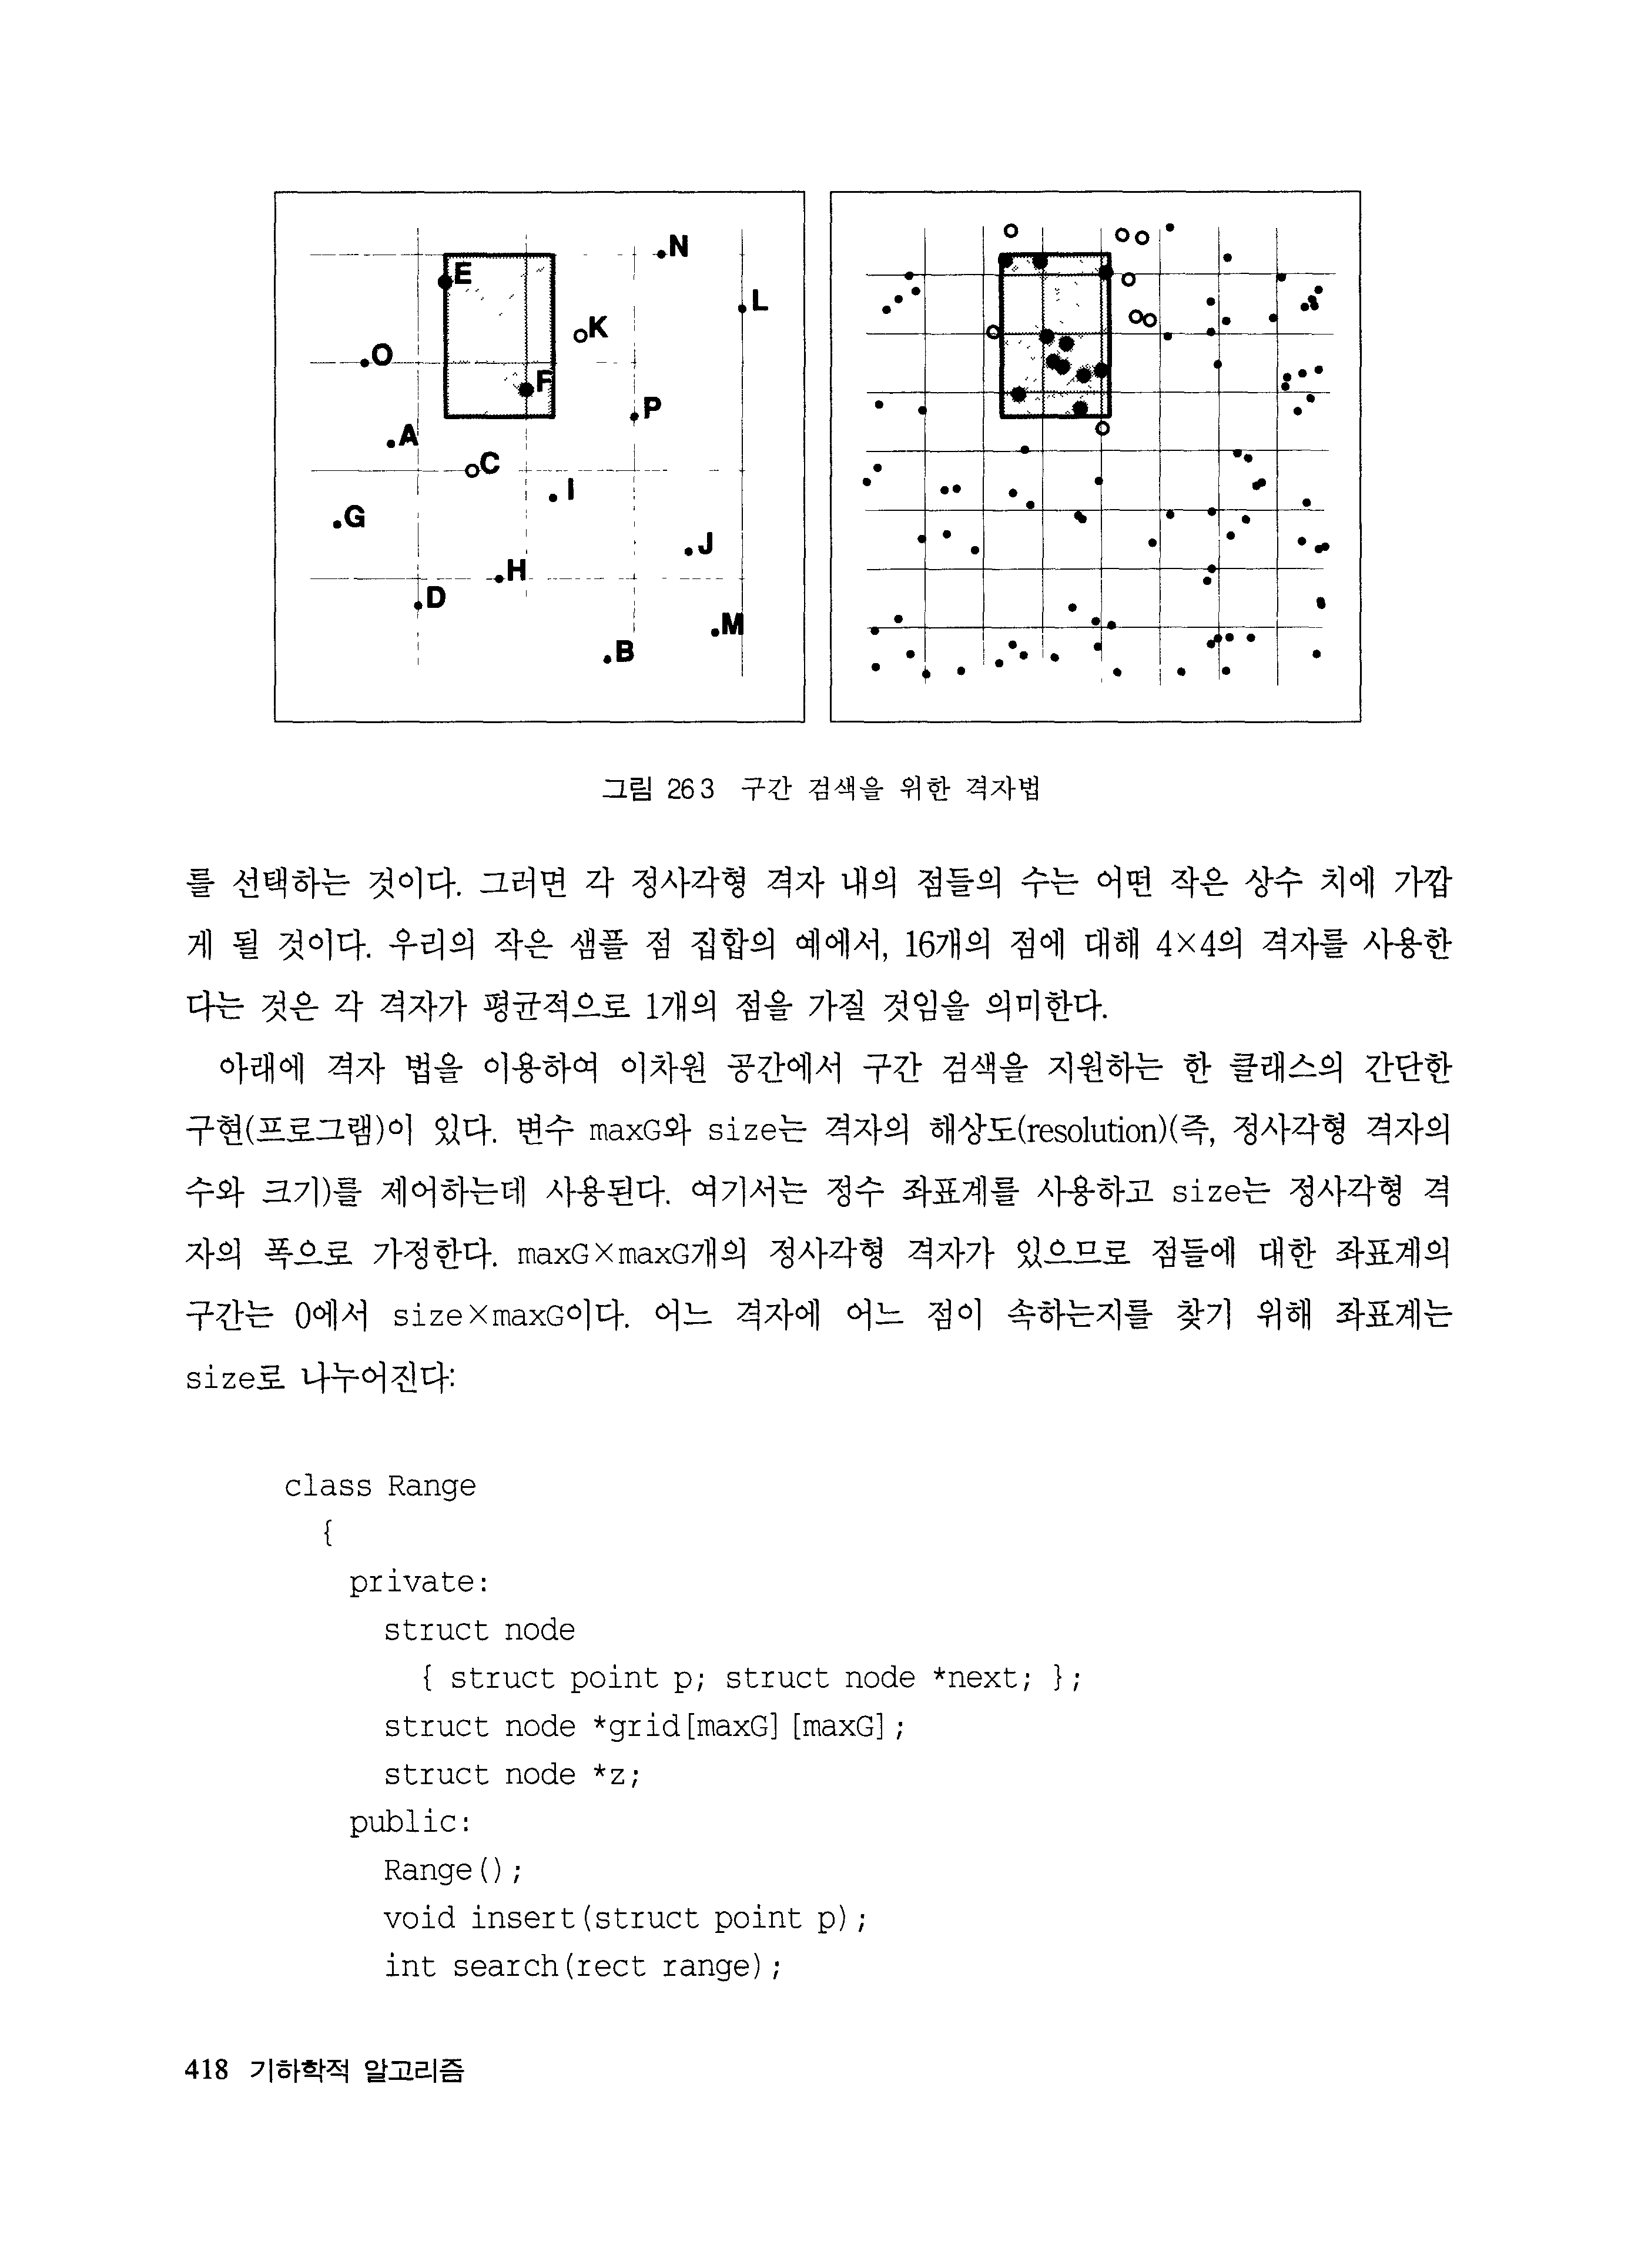 N
E
L
K
O
F
P
A
C
I
G
J
H
D
M
B
그림 26 3 구간 검색을 위한 격자법
를 선택하는 것이다. 그러면 각 정사각형 격자 내의 점들의 수는 어떤 작은 상수 치에 가깝
게 될 것이다. 우리의 작은 샘플 점 집합의 예에서, 16개의 점에 대해 4×4의 격자를 사용한
다는 것은 각 격자가 평균적으로 1개의 점을 가질 것임을 의미한다.
아래에 격자 법을 이용하여 이차원 공간에서 구간 검색을 지원하는 한 클래스의 간단한
구현(프로그램)이 있다. 변수 maxG와 size는 격자의 해상도(resolution)(즉, 정사각형 격자의
수와 크기)를 제어하는데 사용된다. 여기서는 정수 좌표계를 사용하고 size는 정사각형 격
자의 폭으로 가정한다. maxG×maxG개의 정사각형 격자가 있으므로 점들에 대한 좌표계의
구간는 0에서 size×maxG이다. 어느 격자에 어느 점이 속하는지를 찾기 위해 좌표계는
size로 나누어진다:
class Range
{
private:
struct node
{ struct point p; struct node *next; };
struct node *grid[maxG][maxG];
struct node *z;
public:
Range();
void insert(struct point p);
int search(rect range);
418 기하학적 알고리즘